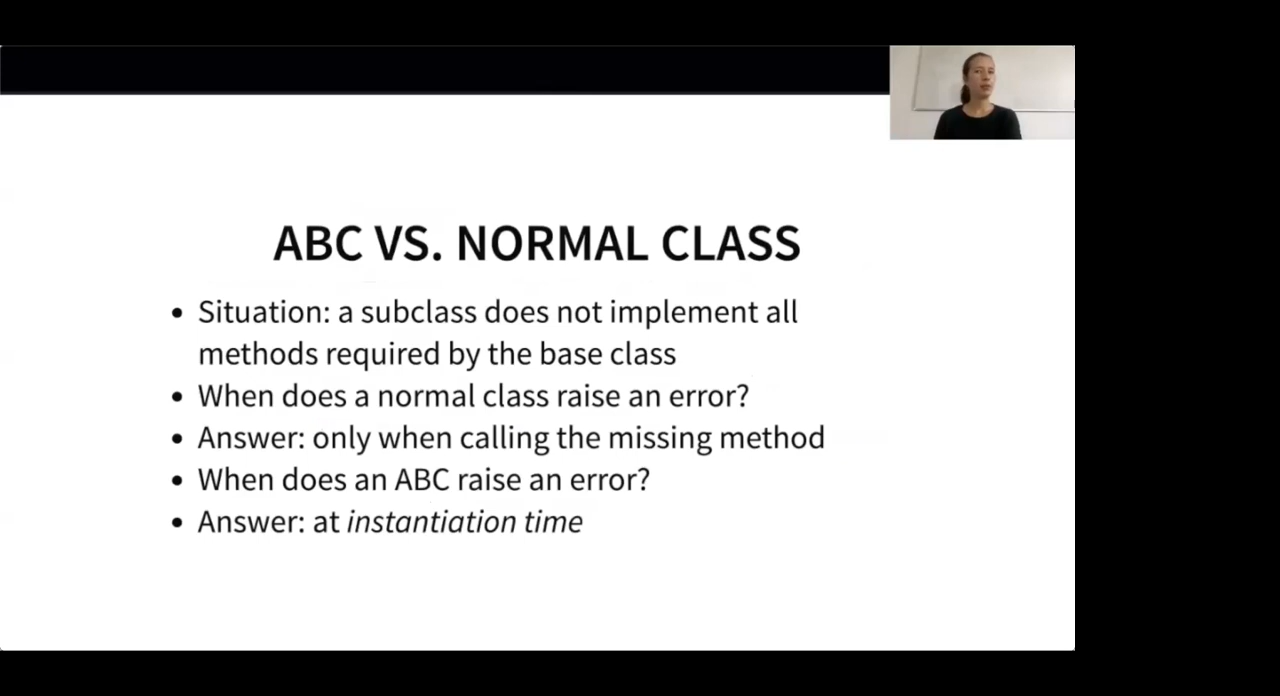 ABC VS. NORMAL CLASS
• Situation: a subclass does not implement all
methods required by the base class
• When does a normal class raise an error?
• Answer: only when calling the missing method
• When does an ABC raise an error?
• Answer: at instantiation time